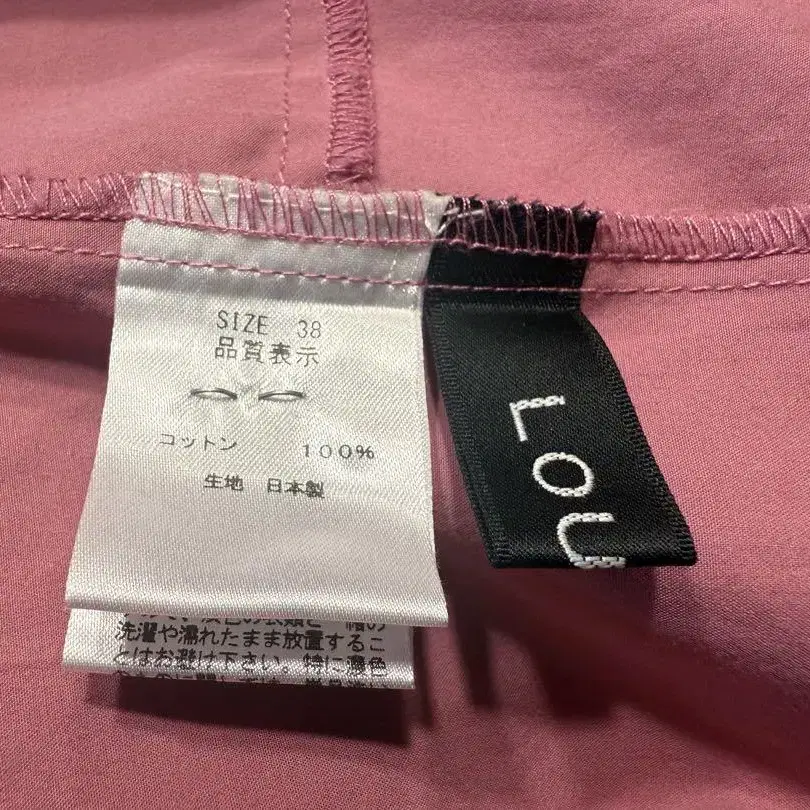 SIZE 38
品質表示
コットン 100%
生地 日本製
洗濯や濡れたまま放置するこ
とはお避け下さい。特に濃色
LOU